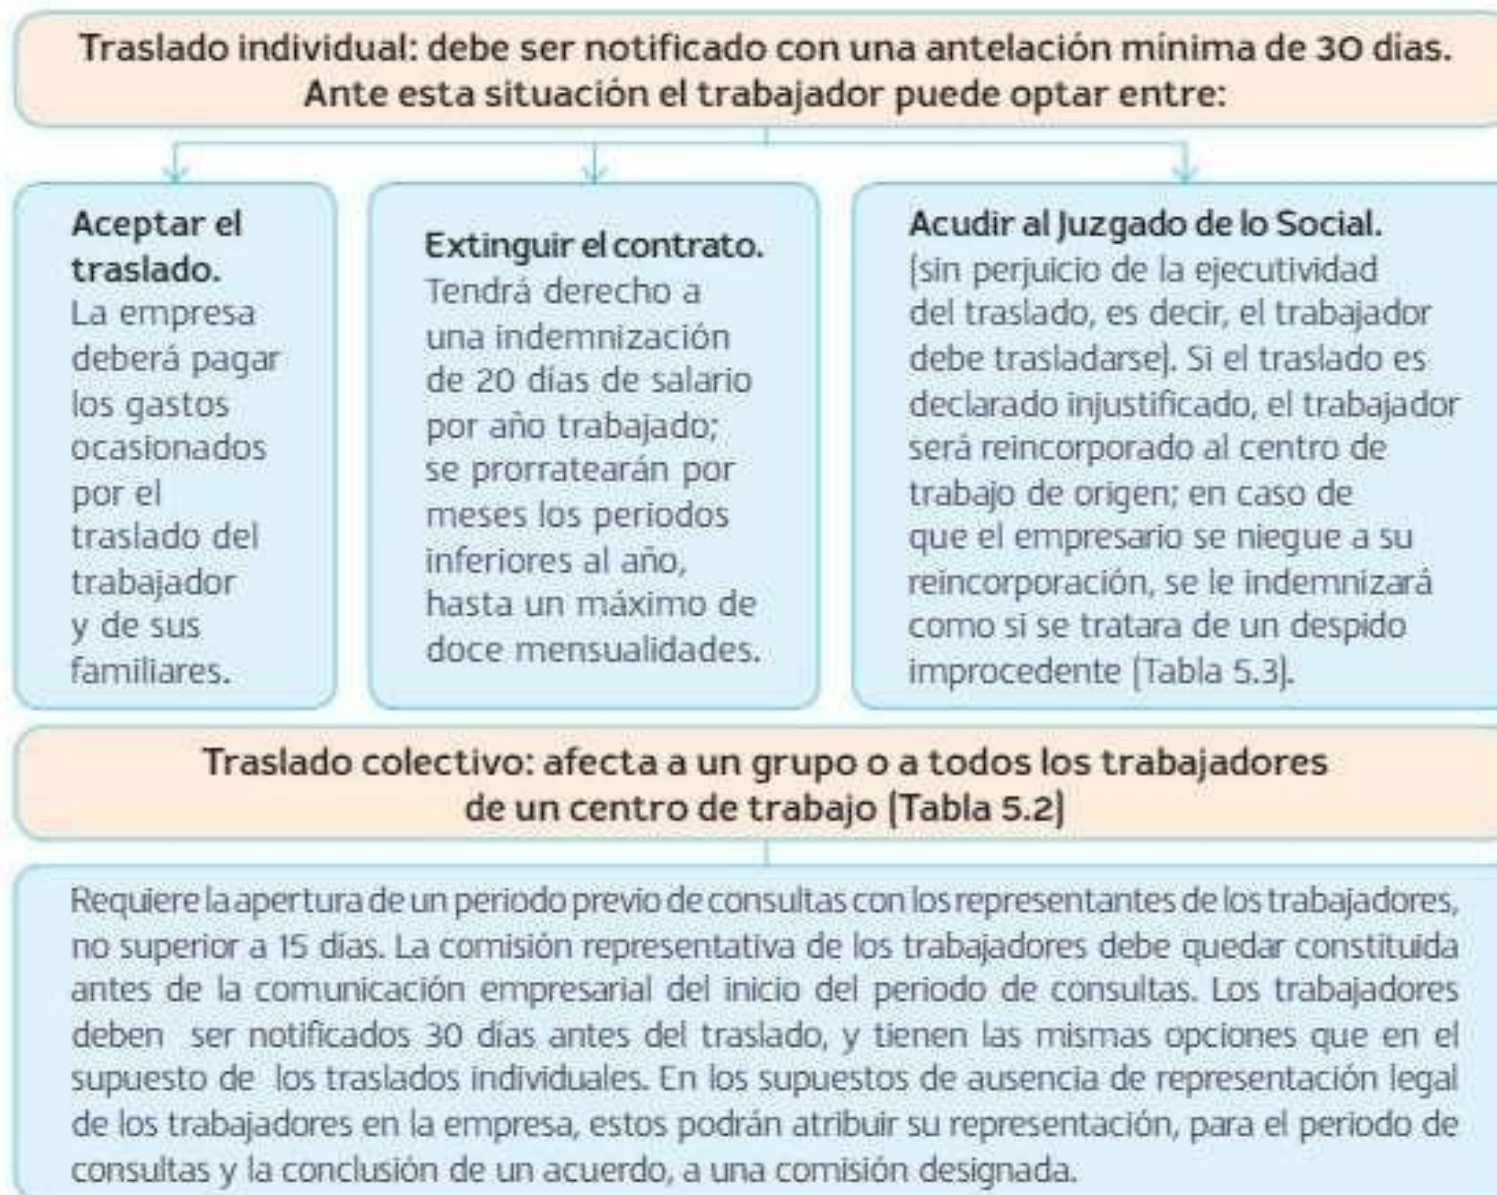 Traslado individual: debe ser notificado con una antelación mínima de 30 días.
Ante esta situación el trabajador puede optar entre:
Aceptar el
traslado.
La empresa
deberá pagar
los gastos
ocasionados
por el
traslado del
trabajador
y de sus
familiares.
Extinguir el contrato.
Tendrá derecho a
una indemnización
de 20 días de salario
por año trabajado;
se prorratearán por
meses los periodos
inferiores al año,
hasta un máximo de
doce mensualidades.
Acudir al Juzgado de lo Social.
(sin perjuicio de la ejecutividad
del traslado, es decir, el trabajador
debe trasladarse). Si el traslado es
declarado injustificado, el trabajador
será reincorporado al centro de
trabajo de origen; en caso de
que el empresario se niegue a su
reincorporación, se le indemnizará
como si se tratara de un despido
improcedente (Tabla 5.3).
Traslado colectivo: afecta a un grupo o a todos los trabajadores
de un centro de trabajo (Tabla 5.2)
Requiere la apertura de un periodo previo de consultas con los representantes de los trabajadores,
no superior a 15 días. La comisión representativa de los trabajadores debe quedar constituida
antes de la comunicación empresarial del inicio del periodo de consultas. Los trabajadores
deben ser notificados 30 días antes del traslado, y tienen las mismas opciones que en el
supuesto de los traslados individuales. En los supuestos de ausencia de representación legal
de los trabajadores en la empresa, estos podrán atribuir su representación, para el periodo de
consultas y la conclusión de un acuerdo, a una comisión designada.